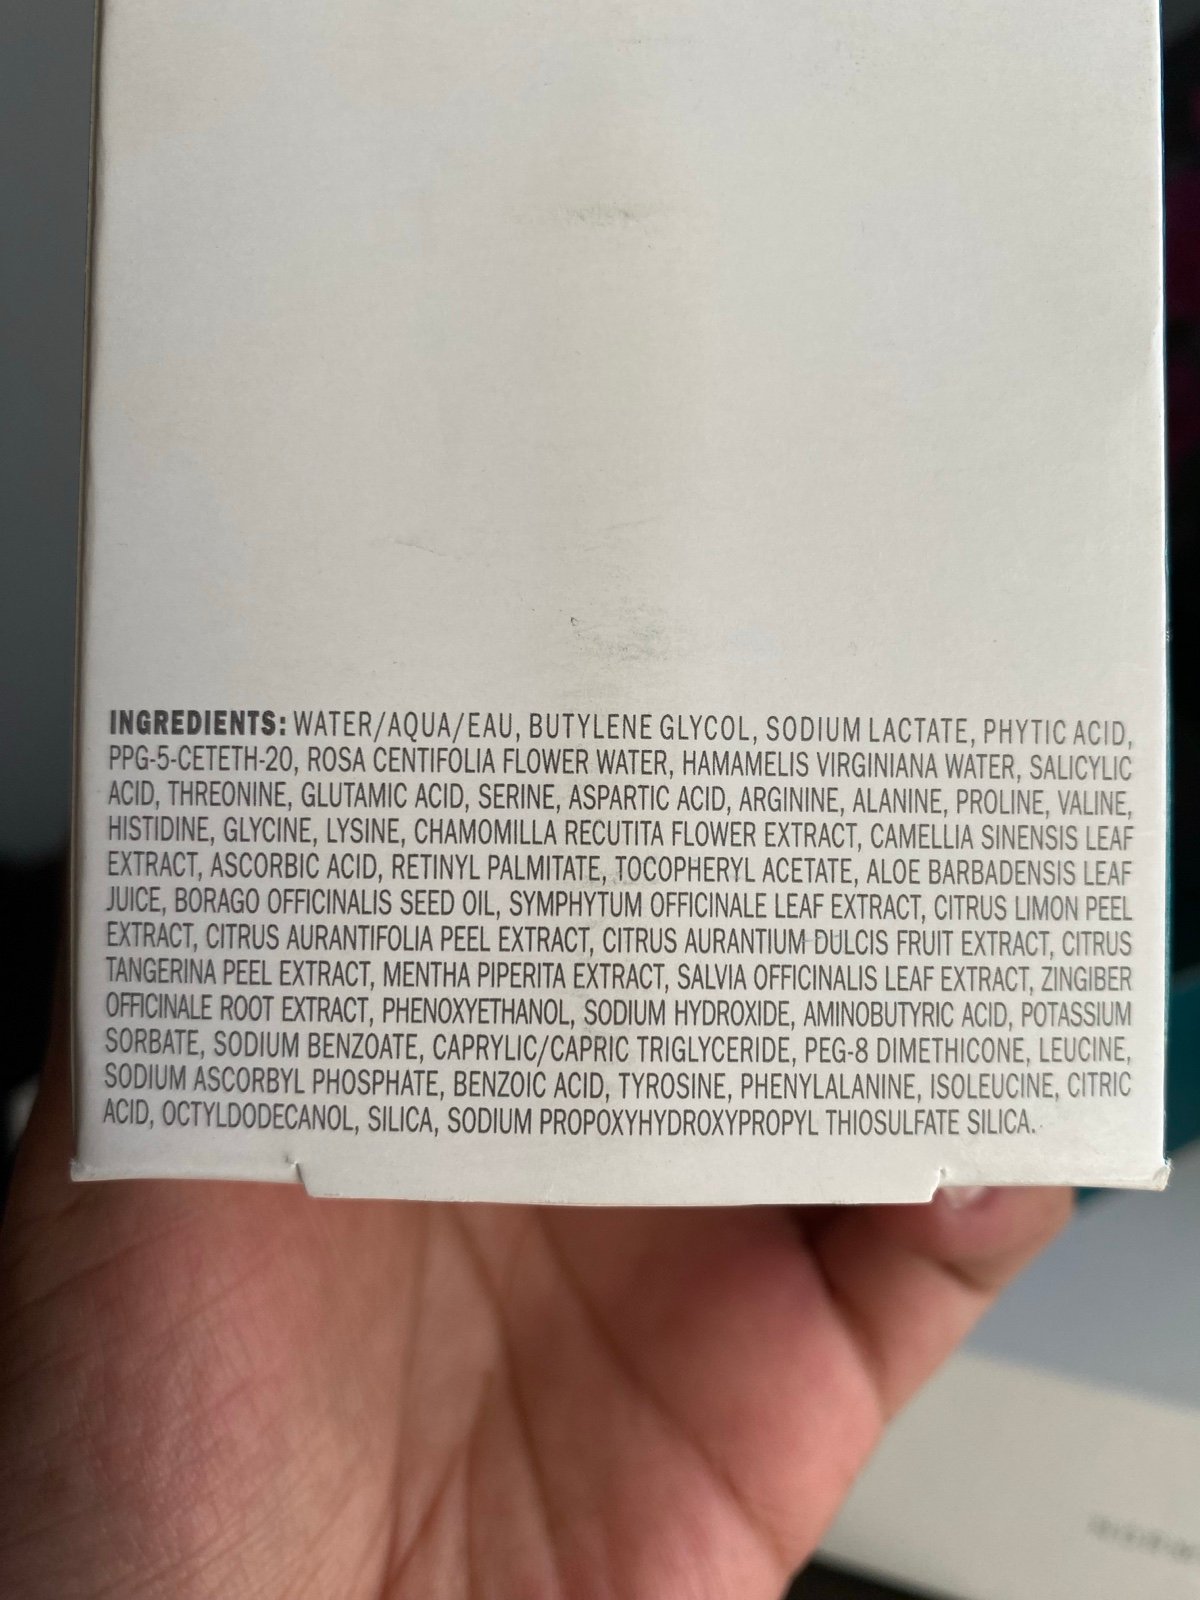 INGREDIENTS: WATER/AQUA/EAU, BUTYLENE GLYCOL, SODIUM LACTATE, PHYTIC ACID,
PPG-5-CETETH-20, ROSA CENTIFOLIA FLOWER WATER, HAMAMELIS VIRGINIANA WATER, SALICYLIC
ACID, THREONINE, GLUTAMIC ACID, SERINE, ASPARTIC ACID, ARGININE, ALANINE, PROLINE, VALINE,
HISTIDINE, GLYCINE, LYSINE, CHAMOMILLA RECUTITA FLOWER EXTRACT, CAMELLIA SINENSIS LEAF
EXTRACT, ASCORBIC ACID, RETINYL PALMITATE, TOCOPHERYL ACETATE, ALOE BARBADENSIS LEAF
JUICE, BORAGO OFFICINALIS SEED OIL, SYMPHYTUM OFFICINALE LEAF EXTRACT, CITRUS LIMON PEEL
EXTRACT, CITRUS AURANTIFOLIA PEEL EXTRACT, CITRUS AURANTIUM DULCIS FRUIT EXTRACT, CITRUS
TANGERINA PEEL EXTRACT, MENTHA PIPERITA EXTRACT, SALVIA OFFICINALIS LEAF EXTRACT, ZINGIBER
OFFICINALE ROOT EXTRACT, PHENOXYETHANOL, SODIUM HYDROXIDE, AMINOBUTYRIC ACID, POTASSIUM
SORBATE, SODIUM BENZOATE, CAPRYLIC/CAPRIC TRIGLYCERIDE, PEG-8 DIMETHICONE, LEUCINE,
SODIUM ASCORBYL PHOSPHATE, BENZOIC ACID, TYROSINE, PHENYLALANINE, ISOLEUCINE, CITRIC
ACID, OCTYLDODECANOL, SILICA, SODIUM PROPOXYHYDROXYPROPYL THIOSULFATE SILICA.